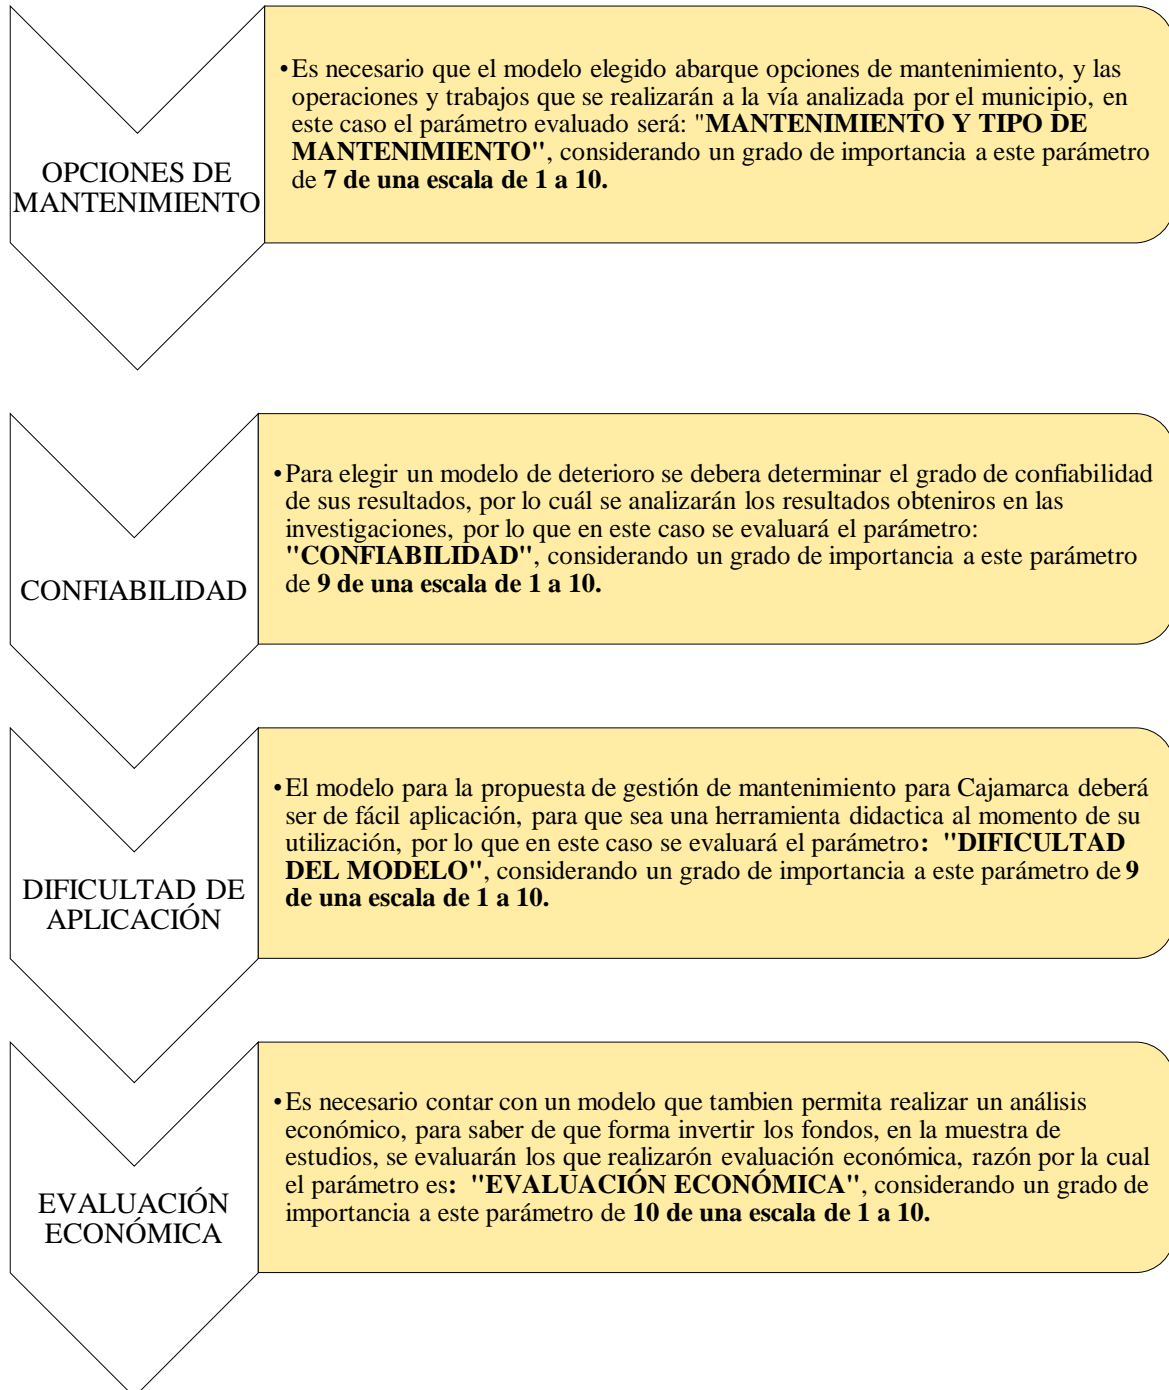 OPCIONES DE
MANTENIMIENTO
•Es necesario que el modelo elegido abarque opciones de mantenimiento, y las
operaciones y trabajos que se realizarán a la vía analizada por el municipio, en
este caso el parámetro evaluado será: "MANTENIMIENTO Y TIPO DE
MANTENIMIENTO", considerando un grado de importancia a este parámetro
de 7 de una escala de 1 a 10.
CONFIABILIDAD
•Para elegir un modelo de deterioro se debera determinar el grado de confiabilidad
de sus resultados, por lo cuál se analizarán los resultados obteniros en las
investigaciones, por lo que en este caso se evaluará el parámetro:
"CONFIABILIDAD", considerando un grado de importancia a este parámetro
de 9 de una escala de 1 a 10.
DIFICULTAD DE
APLICACIÓN
•El modelo para la propuesta de gestión de mantenimiento para Cajamarca deberá
ser de fácil aplicación, para que sea una herramienta didactica al momento de su
utilización, por lo que en este caso se evaluará el parámetro: "DIFICULTAD
DEL MODELO", considerando un grado de importancia a este parámetro de 9
de una escala de 1 a 10.
EVALUACIÓN
ECONÓMICA
•Es necesario contar con un modelo que tambien permita realizar un análisis
económico, para saber de que forma invertir los fondos, en la muestra de
estudios, se evaluarán los que realizarón evaluación económica, razón por la cual
el parámetro es: "EVALUACIÓN ECONÓMICA", considerando un grado de
importancia a este parámetro de 10 de una escala de 1 a 10.